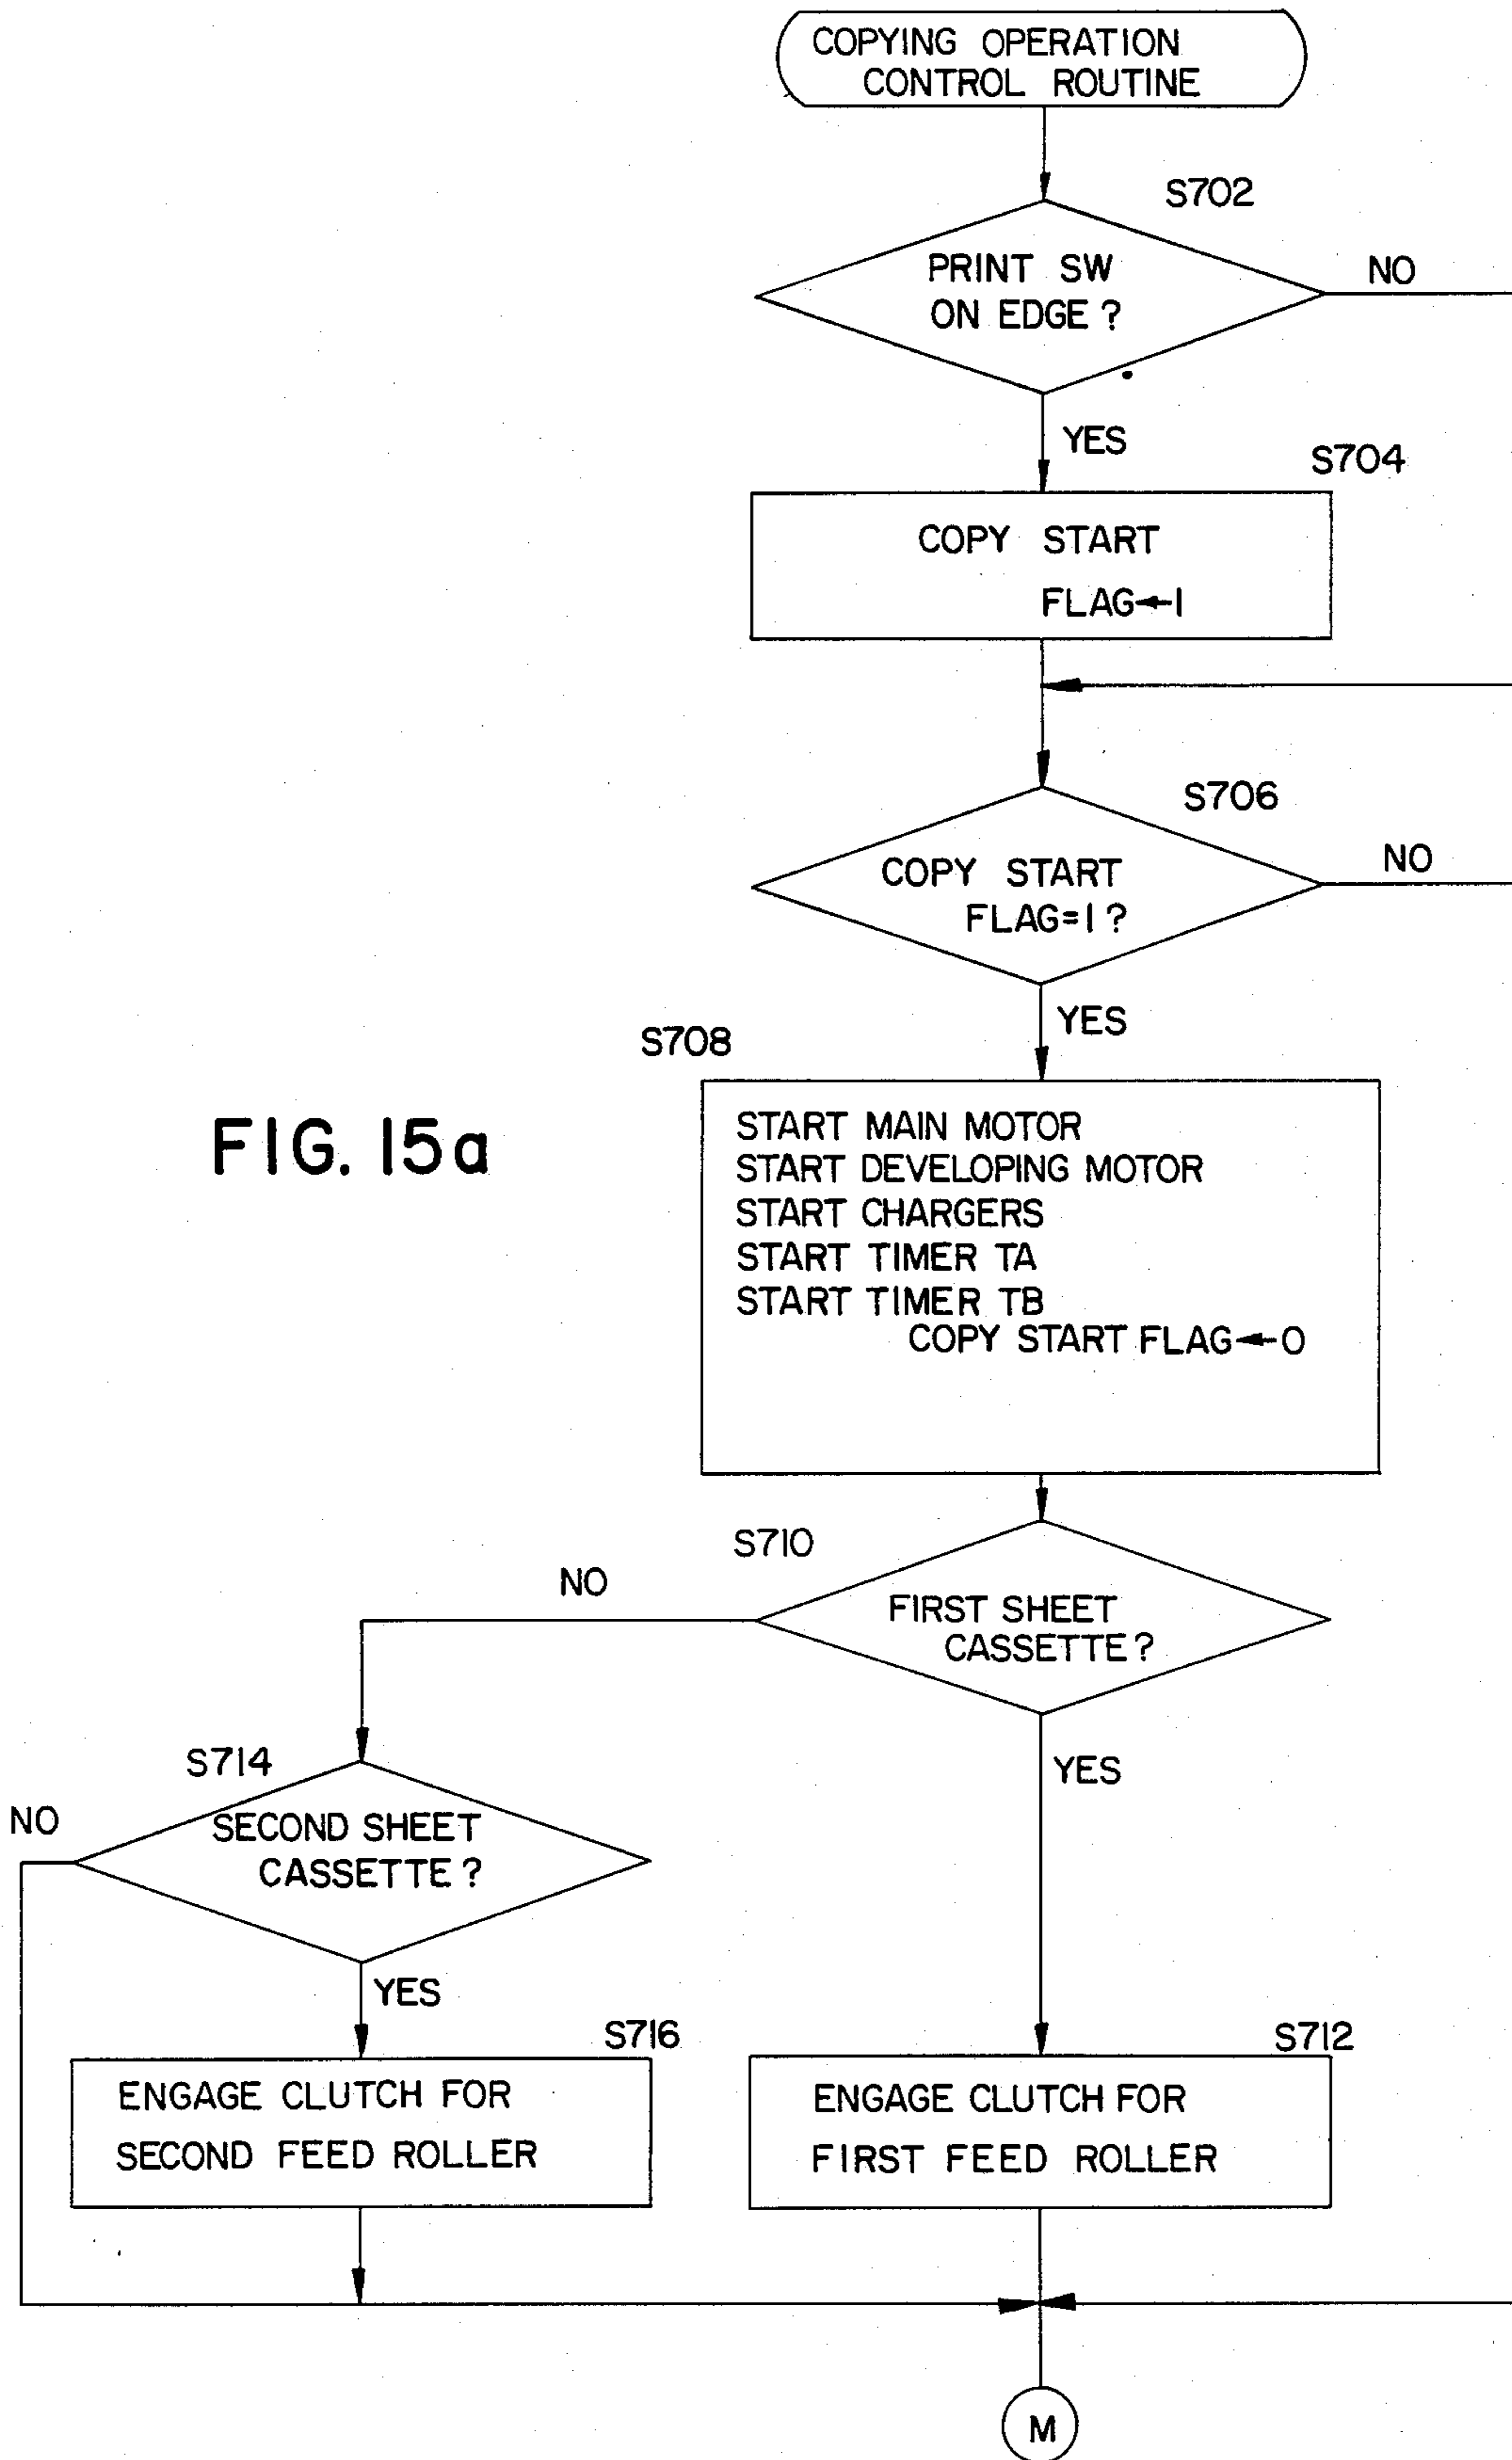 COPYING OPERATION
CONTROL ROUTINE
S702
PRINT SW
ON EDGE ?
NO
YES
S704
COPY START
FLAG←1
S706
COPY START
FLAG=1 ?
NO
YES
S708
START MAIN MOTOR
START DEVELOPING MOTOR
START CHARGERS
START TIMER TA
START TIMER TB
COPY START FLAG←0
FIG. 15a
S710
FIRST SHEET
CASSETTE ?
NO
YES
S714
SECOND SHEET
CASSETTE ?
NO
YES
S716
ENGAGE CLUTCH FOR
SECOND FEED ROLLER
S712
ENGAGE CLUTCH FOR
FIRST FEED ROLLER
M